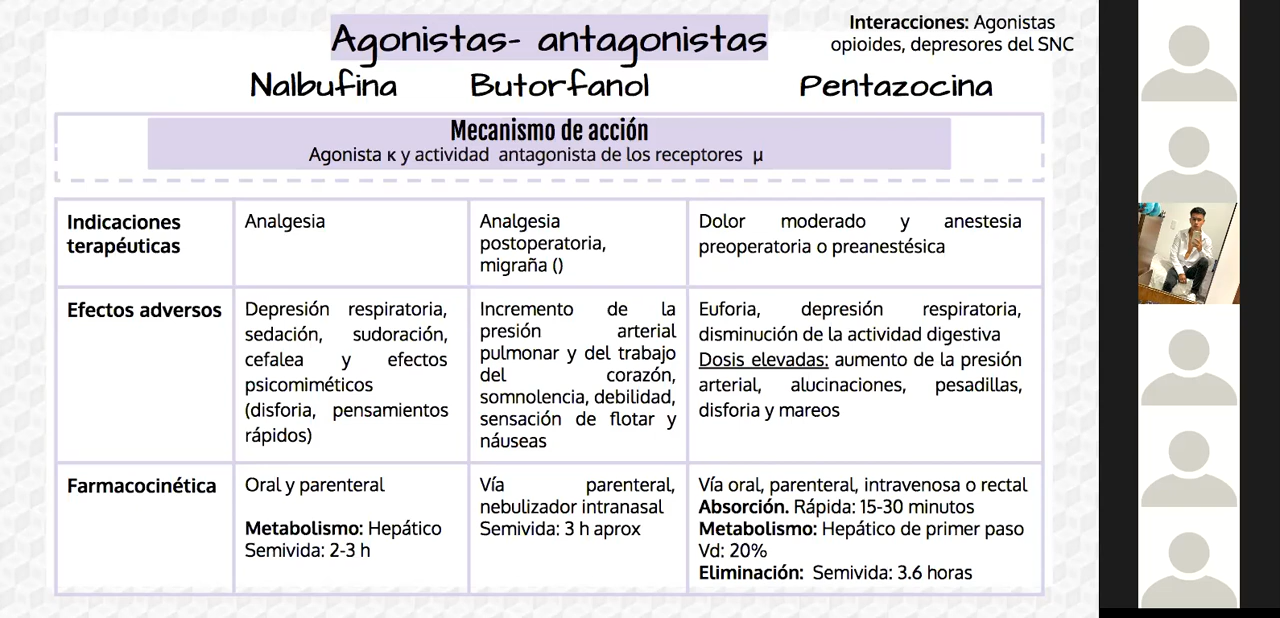 Agonistas- antagonistas
Interacciones: Agonistas
opioides, depresores del SNC
Nalbufina
Butorfanol
Pentazocina
Mecanismo de acción
Agonista κ y actividad antagonista de los receptores μ
Indicaciones
terapéuticas
Analgesia
Analgesia
postoperatoria,
migraña ()
Dolor moderado y anestesia
preoperatoria o preanestésica
Efectos adversos
Depresión respiratoria,
sedación, sudoración,
cefalea y efectos
psicomiméticos
(disforia, pensamientos
rápidos)
Incremento de la
presión arterial
pulmonar y del trabajo
del corazón,
somnolencia, debilidad,
sensación de flotar y
náuseas
Euforia, depresión respiratoria,
disminución de la actividad digestiva
Dosis elevadas: aumento de la presión
arterial, alucinaciones, pesadillas,
disforia y mareos
Farmacocinética
Oral y parenteral
Metabolismo: Hepático
Semivida: 2-3 h
Vía parenteral,
nebulizador intranasal
Semivida: 3 h aprox
Vía oral, parenteral, intravenosa o rectal
Absorción. Rápida: 15-30 minutos
Metabolismo: Hepático de primer paso
Vd: 20%
Eliminación: Semivida: 3.6 horas